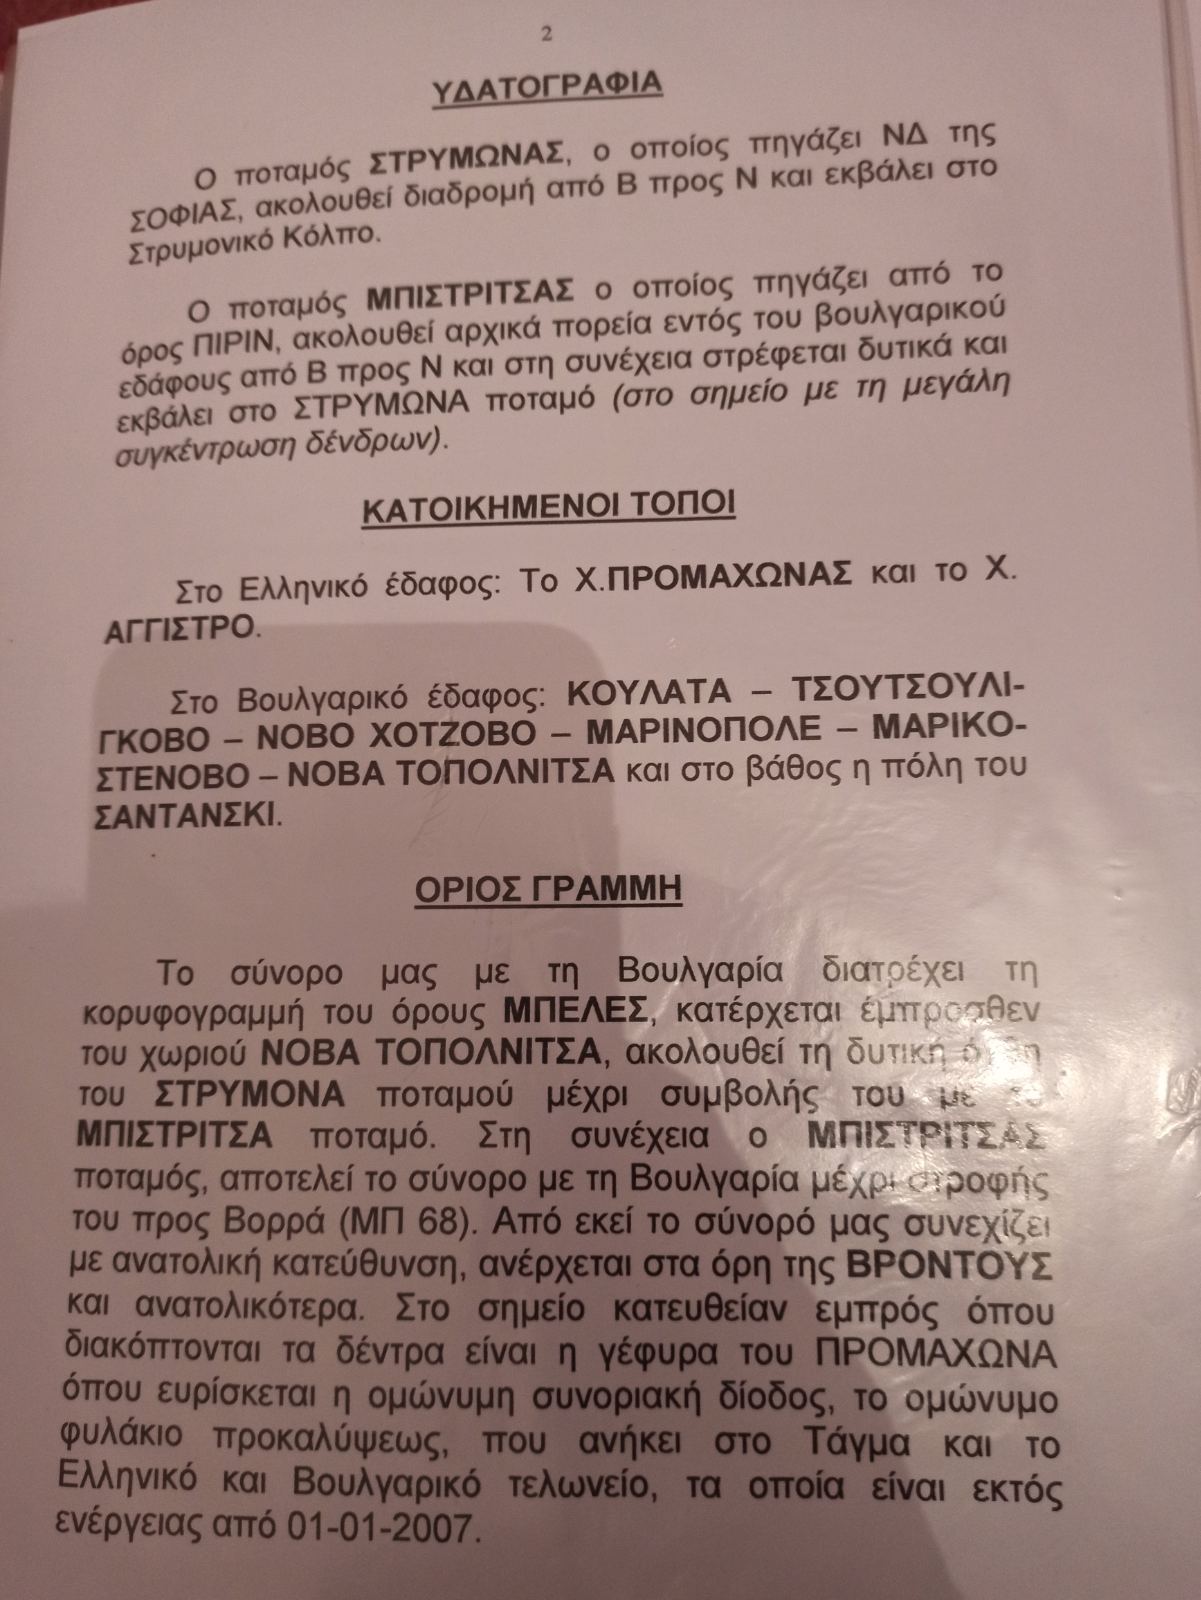 2
ΥΔΑΤΟΓΡΑΦΙΑ
Ο ποταμός ΣΤΡΥΜΩΝΑΣ, ο οποίος πηγάζει ΝΔ της
ΣΟΦΙΑΣ, ακολουθεί διαδρομή από Β προς Ν και εκβάλει στο
Στρυμονικό Κόλπο.
Ο ποταμός ΜΠΙΣΤΡΙΤΣΑΣ ο οποίος πηγάζει από το
όρος ΠΙΡΙΝ, ακολουθεί αρχικά πορεία εντός του βουλγαρικού
εδάφους από Β προς Ν και στη συνέχεια στρέφεται δυτικά και
εκβάλει στο ΣΤΡΥΜΩΝΑ ποταμό (στο σημείο με τη μεγάλη
συγκέντρωση δένδρων).
ΚΑΤΟΙΚΗΜΕΝΟΙ ΤΟΠΟΙ
Στο Ελληνικό έδαφος: Το Χ.ΠΡΟΜΑΧΩΝΑΣ και το Χ.
ΑΓΓΙΣΤΡΟ.
Στο Βουλγαρικό έδαφος: ΚΟΥΛΑΤΑ – ΤΣΟΥΤΣΟΥΛΙ-
ΓΚΟΒΟ – ΝΟΒΟ ΧΟΤΖΟΒΟ – ΜΑΡΙΝΟΠΟΛΕ – ΜΑΡΙΚΟ-
ΣΤΕΝΟΒΟ – ΝΟΒΑ ΤΟΠΟΛΝΙΤΣΑ και στο βάθος η πόλη του
ΣΑΝΤΑΝΣΚΙ.
ΟΡΙΟΣ ΓΡΑΜΜΗ
Το σύνορο μας με τη Βουλγαρία διατρέχει τη
κορυφογραμμή του όρους ΜΠΕΛΕΣ, κατέρχεται έμπροσθεν
του χωριού ΝΟΒΑ ΤΟΠΟΛΝΙΤΣΑ, ακολουθεί τη δυτική
του ΣΤΡΥΜΟΝΑ ποταμού μέχρι συμβολής του με
ΜΠΙΣΤΡΙΤΣΑ ποταμό. Στη συνέχεια ο ΜΠΙΣΤΡΙΤΣΑΣ
ποταμός, αποτελεί το σύνορο με τη Βουλγαρία μέχρι στροφής
του προς Βορρά (ΜΠ 68). Από εκεί το σύνορό μας συνεχίζει
με ανατολική κατεύθυνση, ανέρχεται στα όρη της ΒΡΟΝΤΟΥΣ
και ανατολικότερα. Στο σημείο κατευθείαν εμπρός όπου
διακόπτονται τα δέντρα είναι η γέφυρα του ΠΡΟΜΑΧΩΝΑ
όπου ευρίσκεται η ομώνυμη συνοριακή δίοδος, το ομώνυμο
φυλάκιο προκαλύψεως, που ανήκει στο Τάγμα και το
Ελληνικό και Βουλγαρικό τελωνείο, τα οποία είναι εκτός
ενέργειας από 01-01-2007.